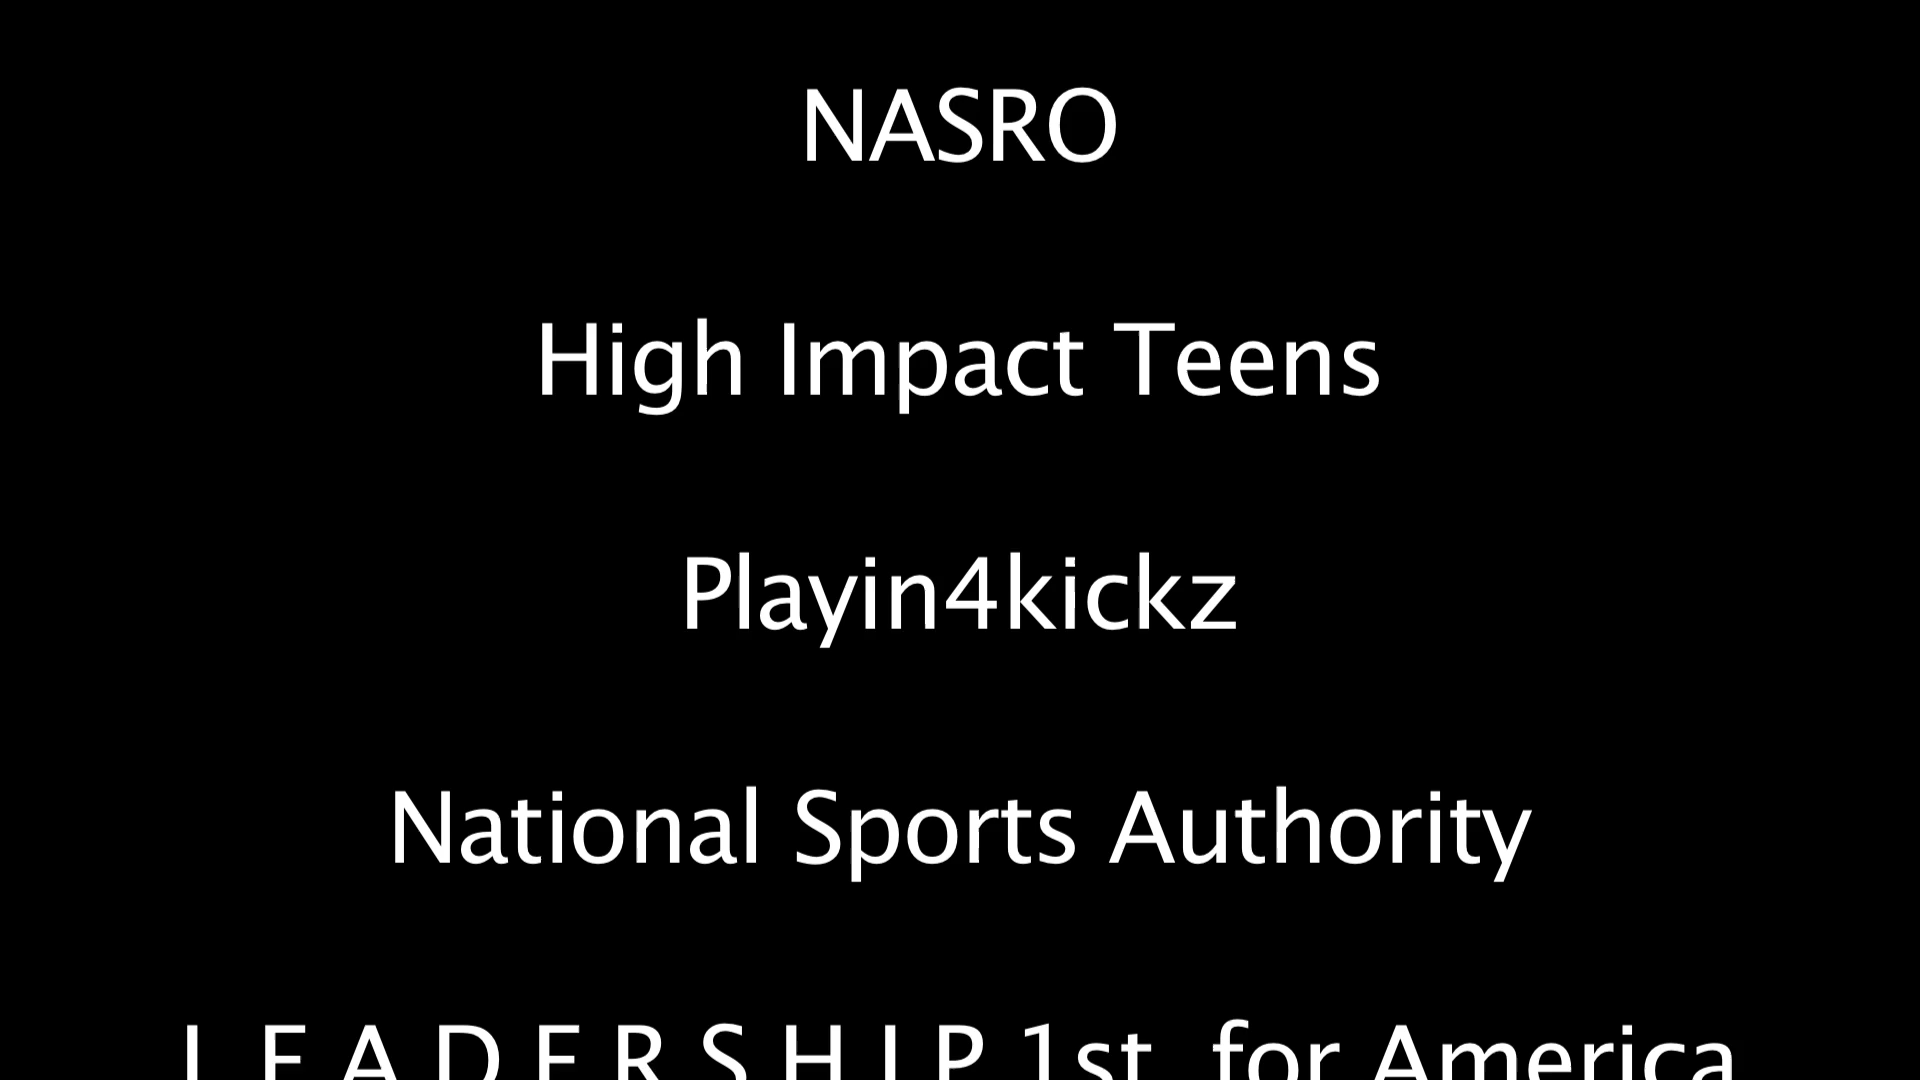 NASRO
High Impact Teens
Playin4kickz
National Sports Authority
L E A D E R S H I P 1st for America